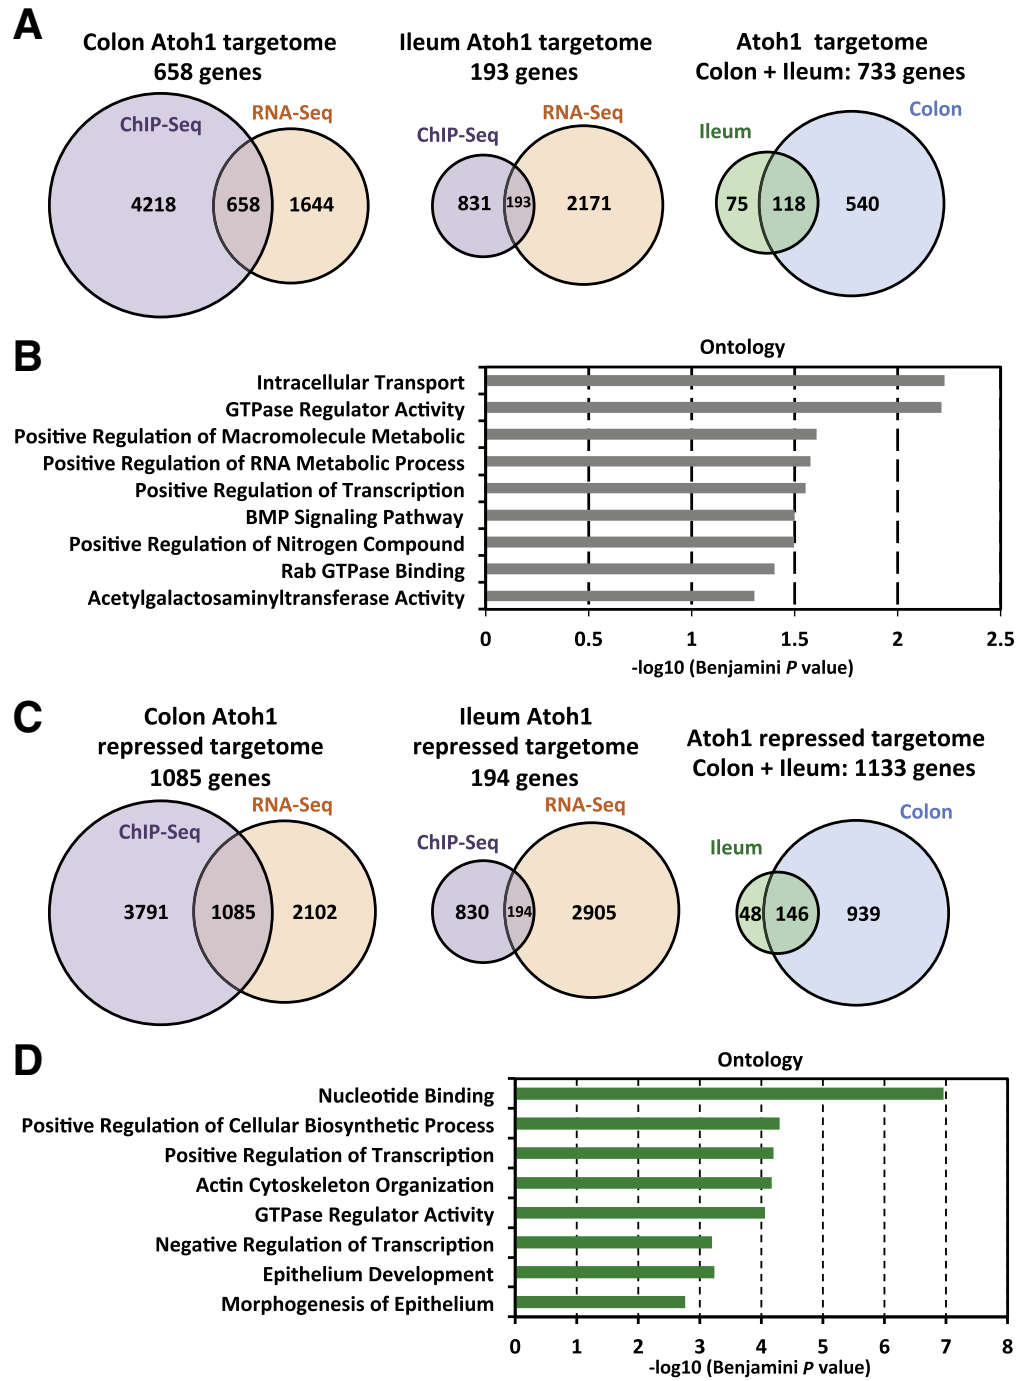 A
Colon Atoh1 targetome
658 genes
ChIP-Seq
RNA-Seq
4218
658
1644
Ileum Atoh1 targetome
193 genes
ChIP-Seq
RNA-Seq
831
193
2171
Atoh1 targetome
Colon + Ileum: 733 genes
Ileum
Colon
75
118
540
B
Ontology
Intracellular Transport
GTPase Regulator Activity
Positive Regulation of Macromolecule Metabolic
Positive Regulation of RNA Metabolic Process
Positive Regulation of Transcription
BMP Signaling Pathway
Positive Regulation of Nitrogen Compound
Rab GTPase Binding
Acetylgalactosaminyltransferase Activity
0 0.5 1 1.5 2 2.5
-log10 (Benjamini P value)
C
Colon Atoh1
repressed targetome
1085 genes
ChIP-Seq
RNA-Seq
3791
1085
2102
Ileum Atoh1
repressed targetome
194 genes
ChIP-Seq
RNA-Seq
830
194
2905
Atoh1 repressed targetome
Colon + Ileum: 1133 genes
Ileum
Colon
48
146
939
D
Ontology
Nucleotide Binding
Positive Regulation of Cellular Biosynthetic Process
Positive Regulation of Transcription
Actin Cytoskeleton Organization
GTPase Regulator Activity
Negative Regulation of Transcription
Epithelium Development
Morphogenesis of Epithelium
0 1 2 3 4 5 6 7 8
-log10 (Benjamini P value)